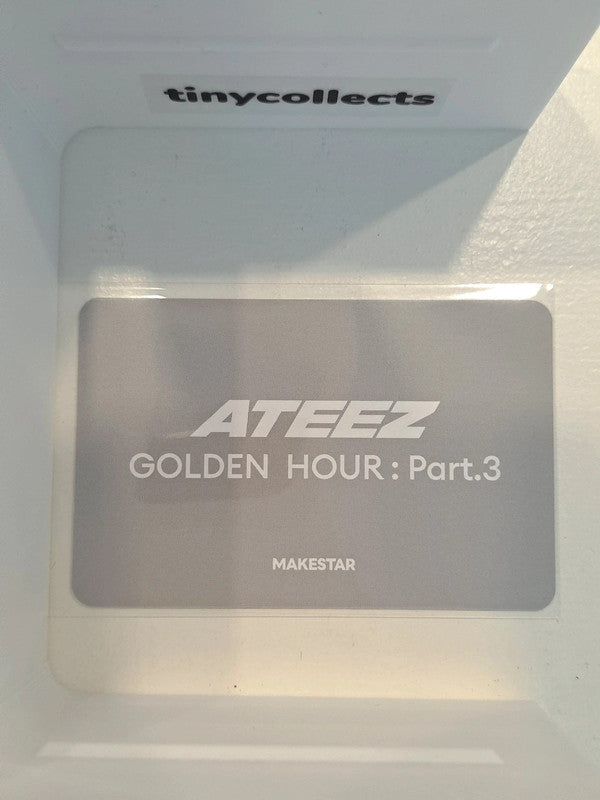 tinycollects
ATEEZ
GOLDEN HOUR : Part.3
MAKESTAR